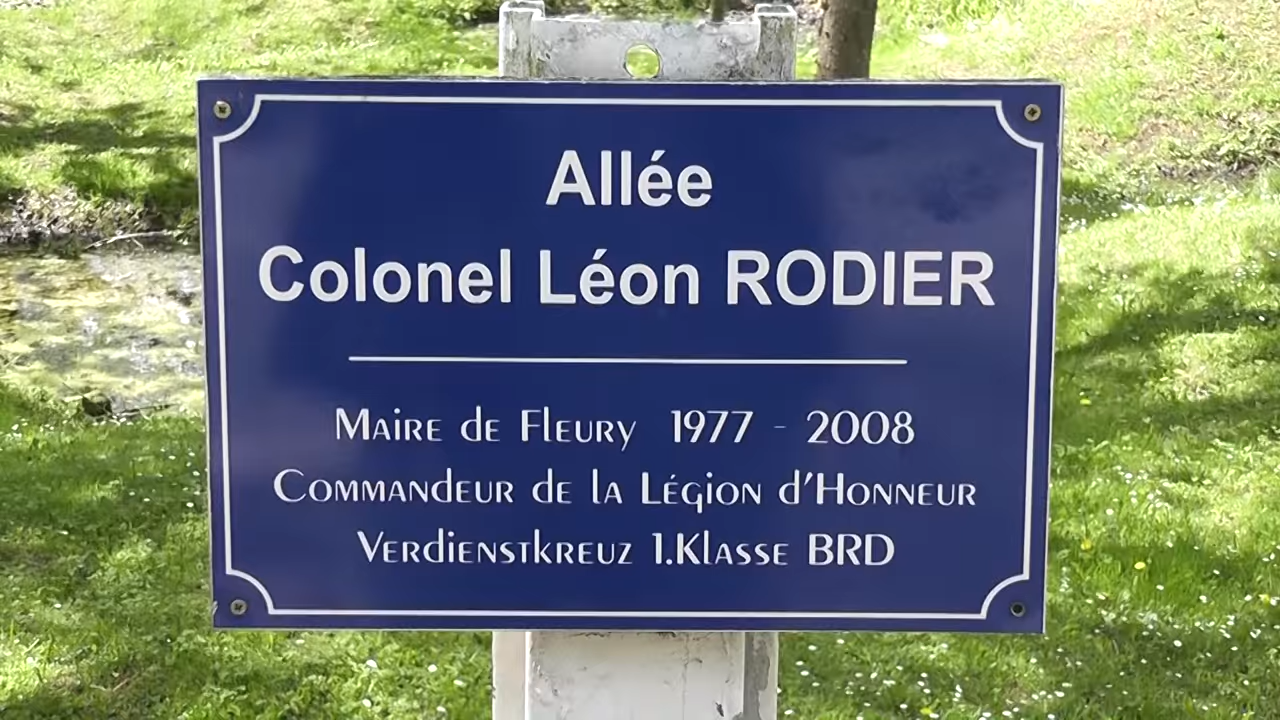 Allée
Colonel Léon RODIER
Maire de Fleury 1977 - 2008
Commandeur de la Légion d'Honneur
Verdienstkreuz 1.Klasse BRD